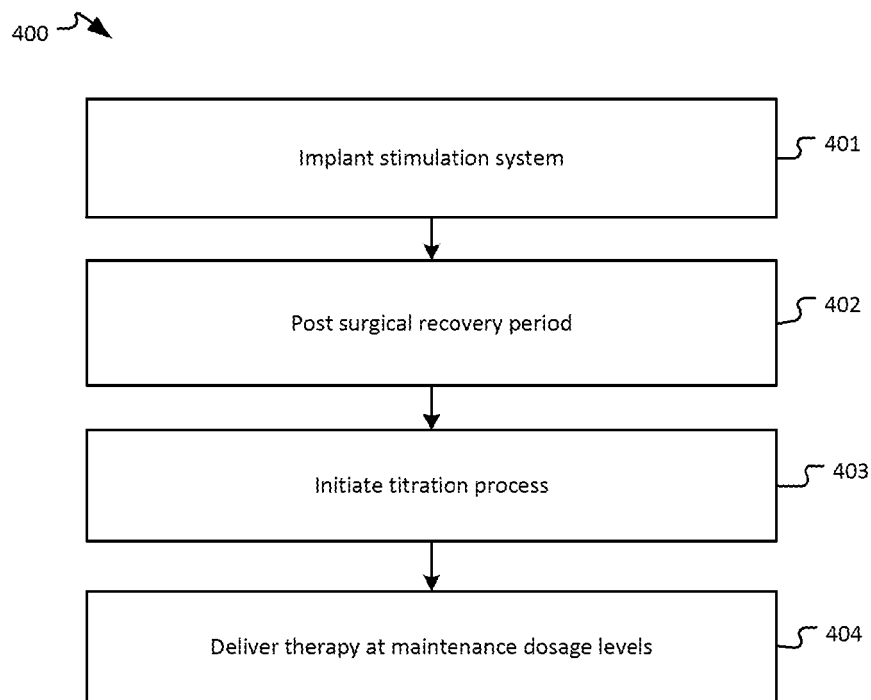 400
Implant stimulation system
401
Post surgical recovery period
402
Initiate titration process
403
Deliver therapy at maintenance dosage levels
404